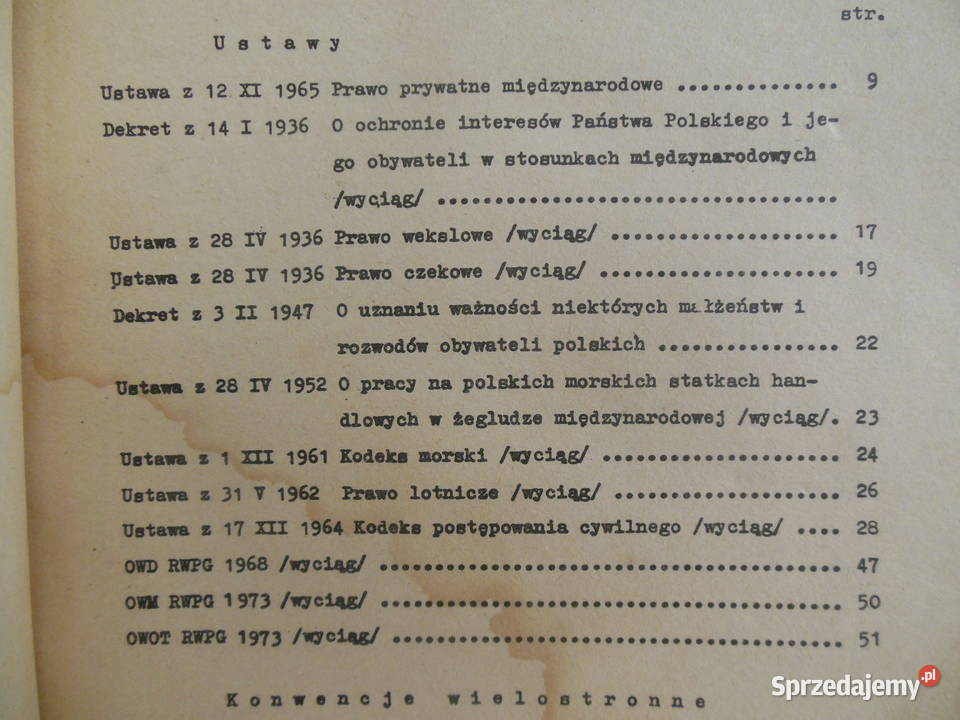 str.
U s t a w y
Ustawa z 12 XI 1965 Prawo prywatne międzynarodowe .............. 9
Dekret z 14 I 1936 O ochronie interesów Państwa Polskiego i je-
go obywateli w stosunkach międzynarodowych
/wyciąg/ ...................................
Ustawa z 28 IV 1936 Prawo wekslowe /wyciąg/ .................... 17
Ustawa z 28 IV 1936 Prawo czekowe /wyciąg/ ..................... 19
Dekret z 3 II 1947 O uznaniu ważności niektórych małżeństw i
rozwodów obywateli polskich ................ 22
Ustawa z 28 IV 1952 O pracy na polskich morskich statkach han-
dlowych w żegludze międzynarodowej /wyciąg/. 23
Ustawa z 1 XII 1961 Kodeks morski /wyciąg/ ..................... 24
Ustawa z 31 V 1962 Prawo lotnicze /wyciąg/ .................... 26
Ustawa z 17 XII 1964 Kodeks postępowania cywilnego /wyciąg/ .... 28
OWD RWPG 1968 /wyciąg/ ......................................... 47
OWM RWPG 1973 /wyciąg/ ......................................... 50
OWOT RWPG 1973 /wyciąg/ ........................................ 51
K o n w e n c j e w i e l o s t r o n n e
Sprzedajemy.pl